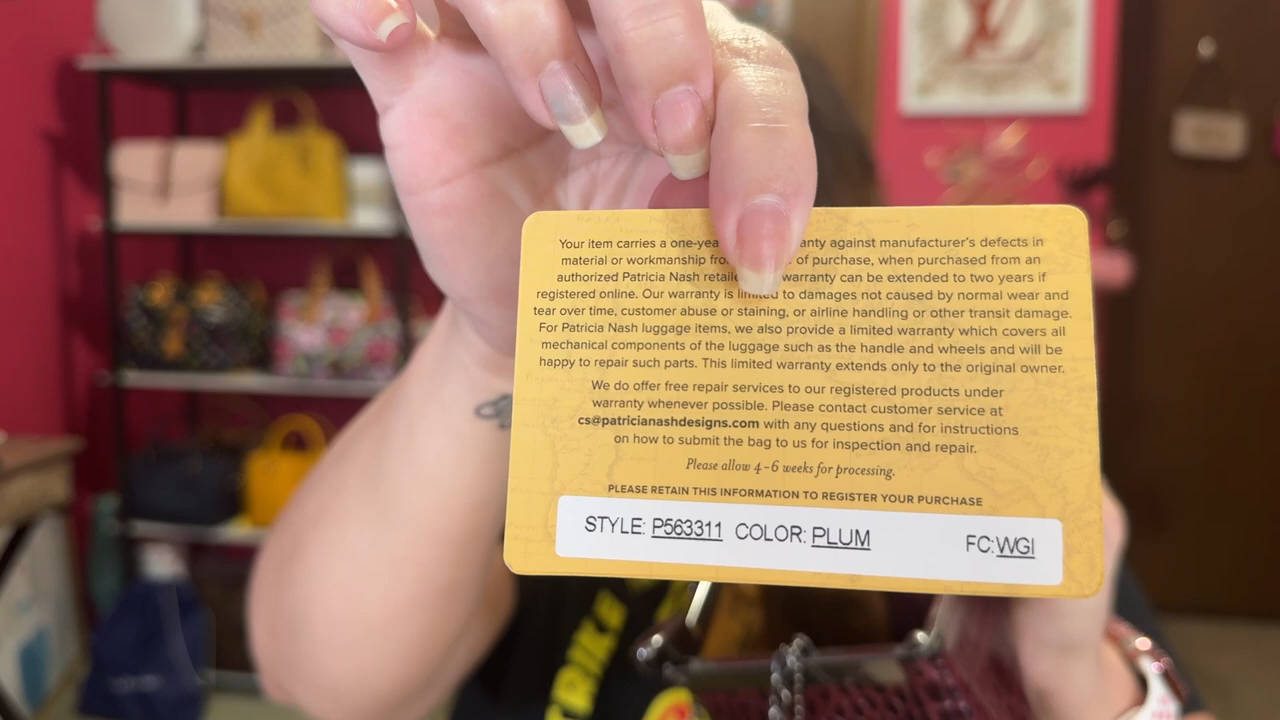 Your item carries a one-yea anty against manufacturer's defects in
material or workmanship fro of purchase, when purchased from an
authorized Patricia Nash retaile warranty can be extended to two years if
registered online. Our warranty is limited to damages not caused by normal wear and
tear over time, customer abuse or staining, or airline handling or other transit damage.
For Patricia Nash luggage items, we also provide a limited warranty which covers all
mechanical components of the luggage such as the handle and wheels and will be
happy to repair such parts. This limited warranty extends only to the original owner.
We do offer free repair services to our registered products under
warranty whenever possible. Please contact customer service at
cs@patricianashdesigns.com with any questions and for instructions
on how to submit the bag to us for inspection and repair.
Please allow 4-6 weeks for processing.
PLEASE RETAIN THIS INFORMATION TO REGISTER YOUR PURCHASE
STYLE: P563311 COLOR: PLUM FC:WGI
TRIKE